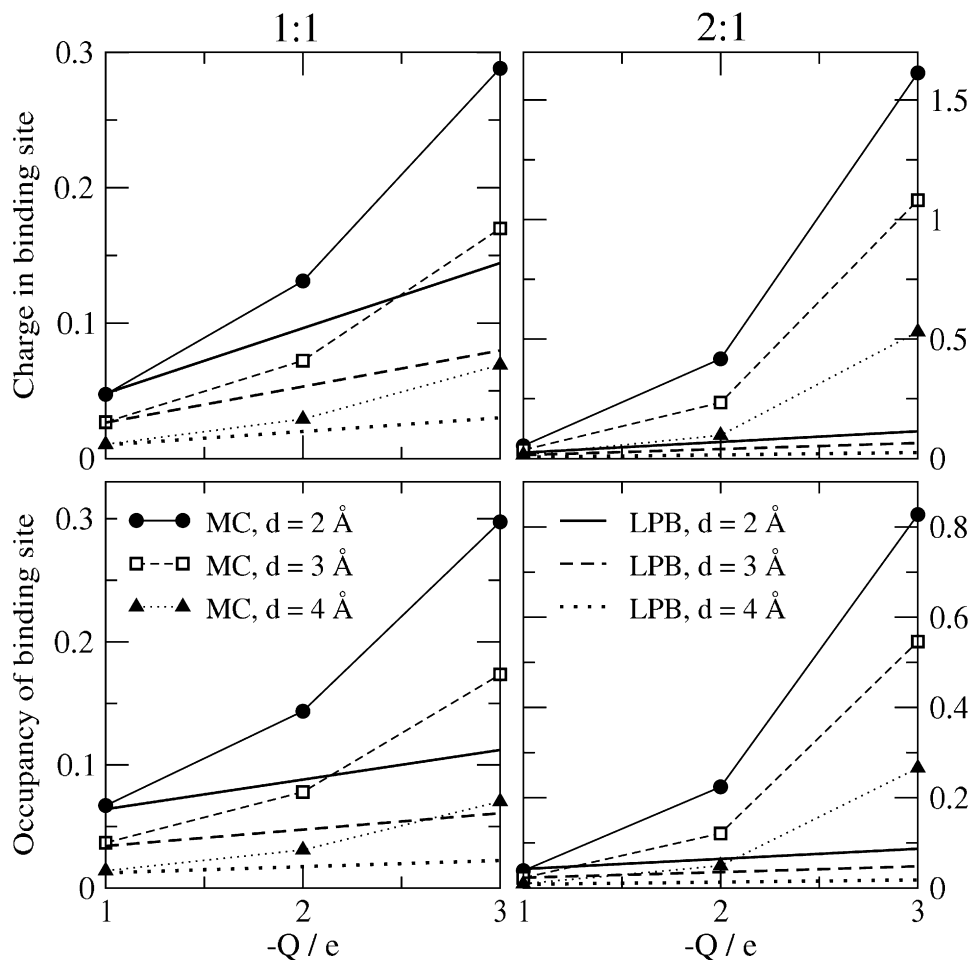 1:1
2:1
Charge in binding site
0.3
0.2
0.1
0
1.5
1
0.5
0
Occupancy of binding site
0.3
0.2
0.1
0
MC, d = 2 Å
MC, d = 3 Å
MC, d = 4 Å
LPB, d = 2 Å
LPB, d = 3 Å
LPB, d = 4 Å
0.8
0.6
0.4
0.2
0
1 2 3
1 2 3
-Q / e
-Q / e